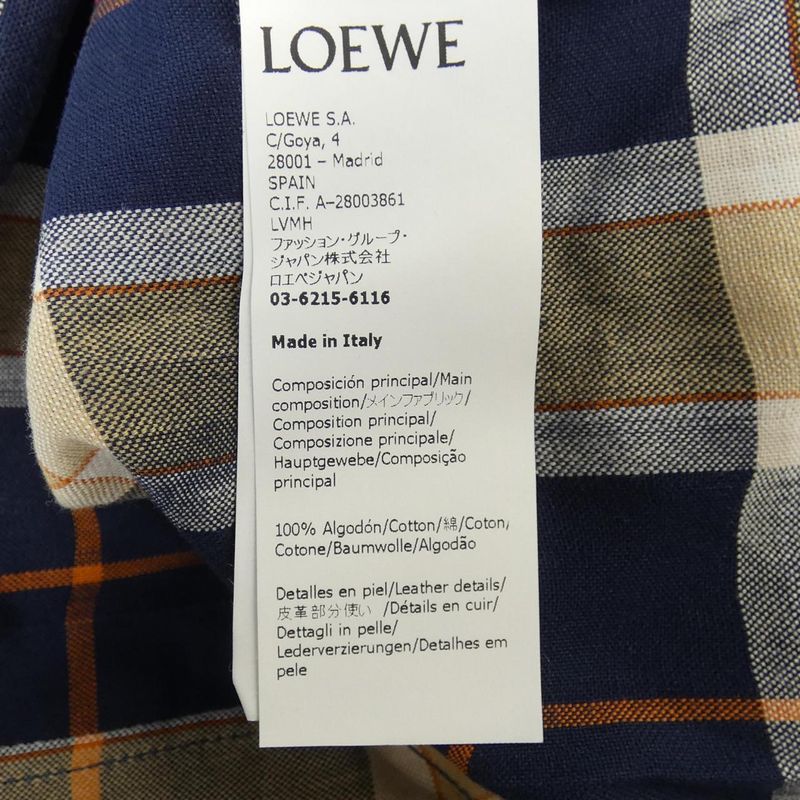 LOEWE
LOEWE S.A.
C/Goya, 4
28001 – Madrid
SPAIN
C.I.F. A–28003861
LVMH
ファッション・グループ・
ジャパン株式会社
ロエベジャパン
03-6215-6116
Made in Italy
Composición principal/Main
composition/メインファブリック/
Composition principal/
Composizione principale/
Hauptgewebe/Composição
principal
100% Algodón/Cotton/綿/Coton/
Cotone/Baumwolle/Algodão
Detalles en piel/Leather details/
皮革部分使い /Détails en cuir/
Dettagli in pelle/
Lederverzierungen/Detalhes em
pele